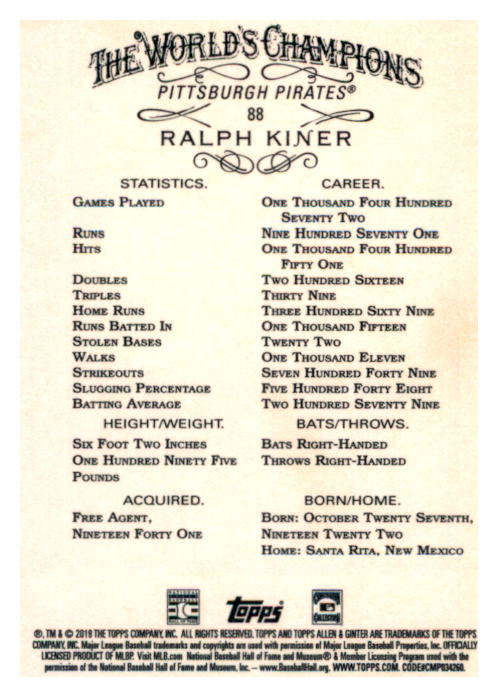 THE WORLD'S CHAMPIONS
PITTSBURGH PIRATES®
88
RALPH KINER
STATISTICS. CAREER.
GAMES PLAYED ONE THOUSAND FOUR HUNDRED
SEVENTY TWO
RUNS NINE HUNDRED SEVENTY ONE
HITS ONE THOUSAND FOUR HUNDRED
FIFTY ONE
DOUBLES TWO HUNDRED SIXTEEN
TRIPLES THIRTY NINE
HOME RUNS THREE HUNDRED SIXTY NINE
RUNS BATTED IN ONE THOUSAND FIFTEEN
STOLEN BASES TWENTY TWO
WALKS ONE THOUSAND ELEVEN
STRIKEOUTS SEVEN HUNDRED FORTY NINE
SLUGGING PERCENTAGE FIVE HUNDRED FORTY EIGHT
BATTING AVERAGE TWO HUNDRED SEVENTY NINE
HEIGHT/WEIGHT. BATS/THROWS.
SIX FOOT TWO INCHES BATS RIGHT-HANDED
ONE HUNDRED NINETY FIVE THROWS RIGHT-HANDED
POUNDS
ACQUIRED. BORN/HOME.
FREE AGENT, BORN: OCTOBER TWENTY SEVENTH,
NINETEEN FORTY ONE NINETEEN TWENTY TWO
HOME: SANTA RITA, NEW MEXICO
topps
®, TM & © 2019 THE TOPPS COMPANY, INC. ALL RIGHTS RESERVED. TOPPS AND TOPPS ALLEN & GINTER ARE TRADEMARKS OF THE TOPPS
COMPANY, INC. Major League Baseball trademarks and copyrights are used with permission of Major League Baseball Properties, Inc. OFFICIALLY
LICENSED PRODUCT OF MLBP. Visit MLB.com National Baseball Hall of Fame and Museum® & Member Licensing Program used with the
permission of the National Baseball Hall of Fame and Museum, Inc. – www.BaseballHall.org. WWW.TOPPS.COM. CODE#CMP034260.